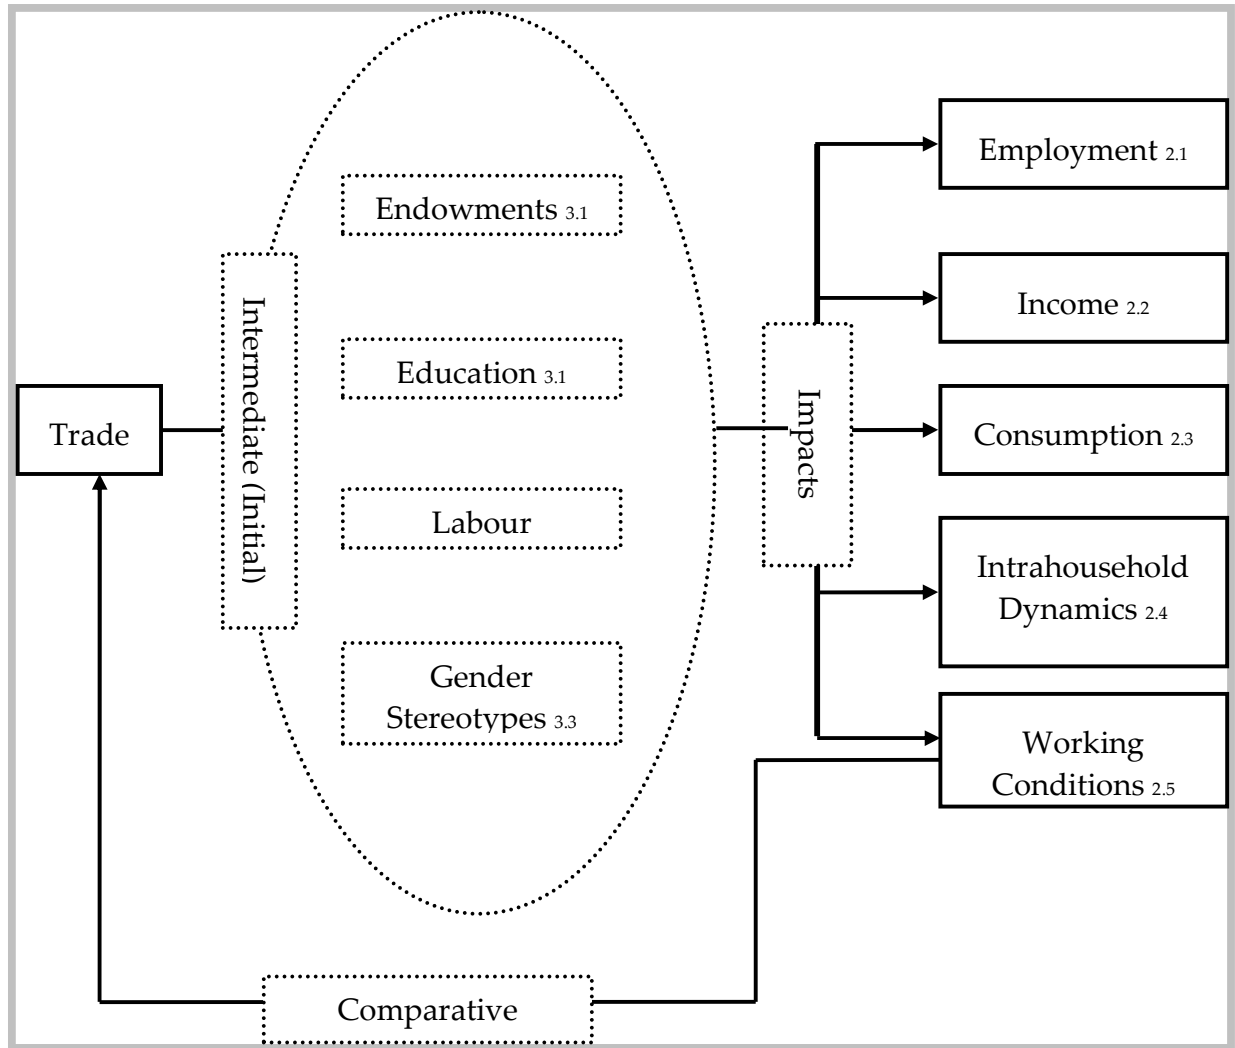 Trade
Intermediate (Initial)
Endowments 3.1
Education 3.1
Labour
Gender
Stereotypes 3.3
Impacts
Employment 2.1
Income 2.2
Consumption 2.3
Intrahousehold
Dynamics 2.4
Working
Conditions 2.5
Comparative